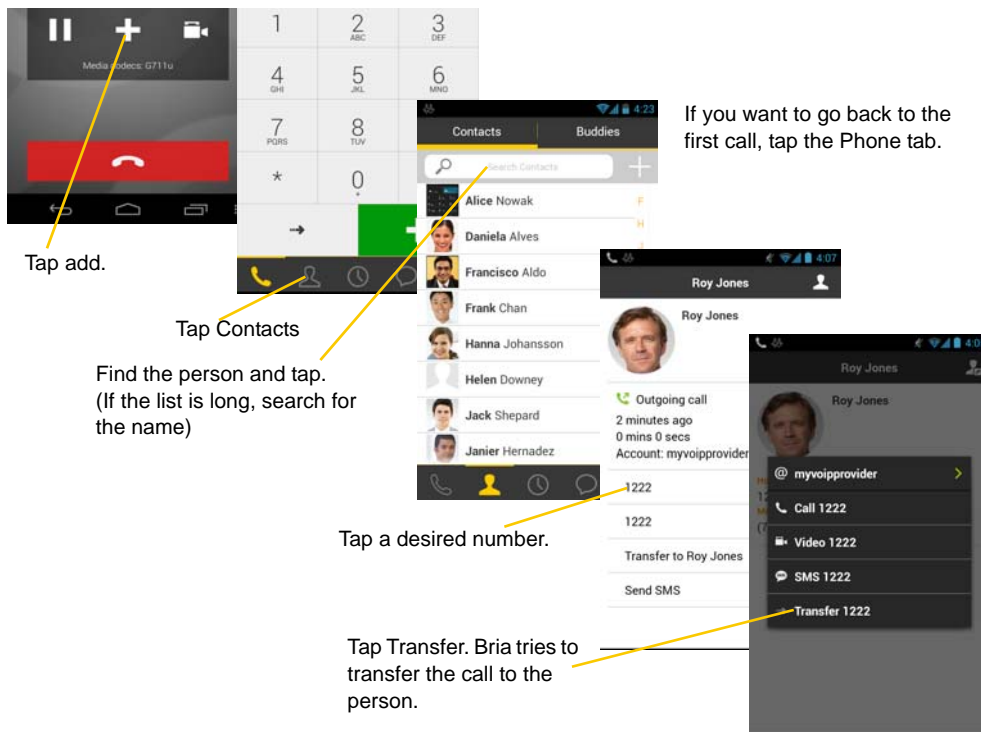 Media codecs: G711u
1
2
ABC
3
DEF
4
GHI
5
JKL
6
MNO
7
PQRS
8
TUV
*
0
+
Tap add.
Tap Contacts
Find the person and tap.
(If the list is long, search for
the name)
4:23
Contacts
Buddies
Search Contacts
F
H
J
Alice Nowak
Daniela Alves
Francisco Aldo
Frank Chan
Hanna Johansson
Helen Downey
Jack Shepard
Janier Hernadez
If you want to go back to the
first call, tap the Phone tab.
4:07
Roy Jones
Roy Jones
Outgoing call
2 minutes ago
0 mins 0 secs
Account: myvoipprovider
1222
1222
Transfer to Roy Jones
Send SMS
Tap a desired number.
Roy Jones
Roy Jones
@ myvoipprovider
Call 1222
Video 1222
SMS 1222
Transfer 1222
Tap Transfer. Bria tries to
transfer the call to the
person.